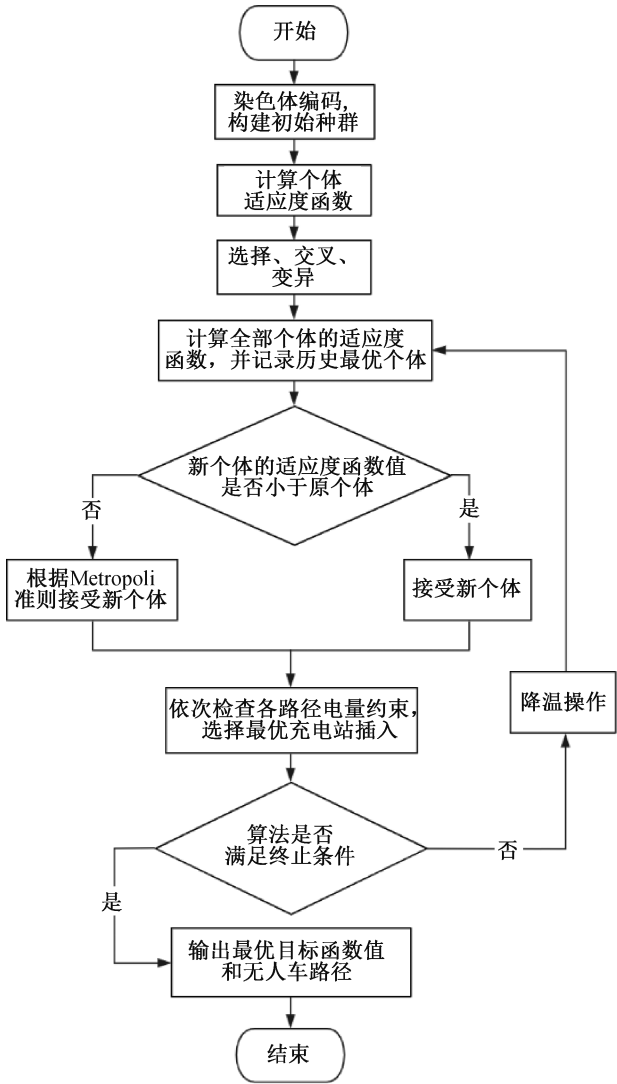 开始
染色体编码,
构建初始种群
计算个体
适应度函数
选择、交叉、
变异
计算全部个体的适应度
函数，并记录历史最优个体
新个体的适应度函数值
是否小于原个体
否
是
根据Metropoli
准则接受新个体
接受新个体
依次检查各路径电量约束，
选择最优充电站插入
降温操作
算法是否
满足终止条件
否
是
输出最优目标函数值
和无人车路径
结束